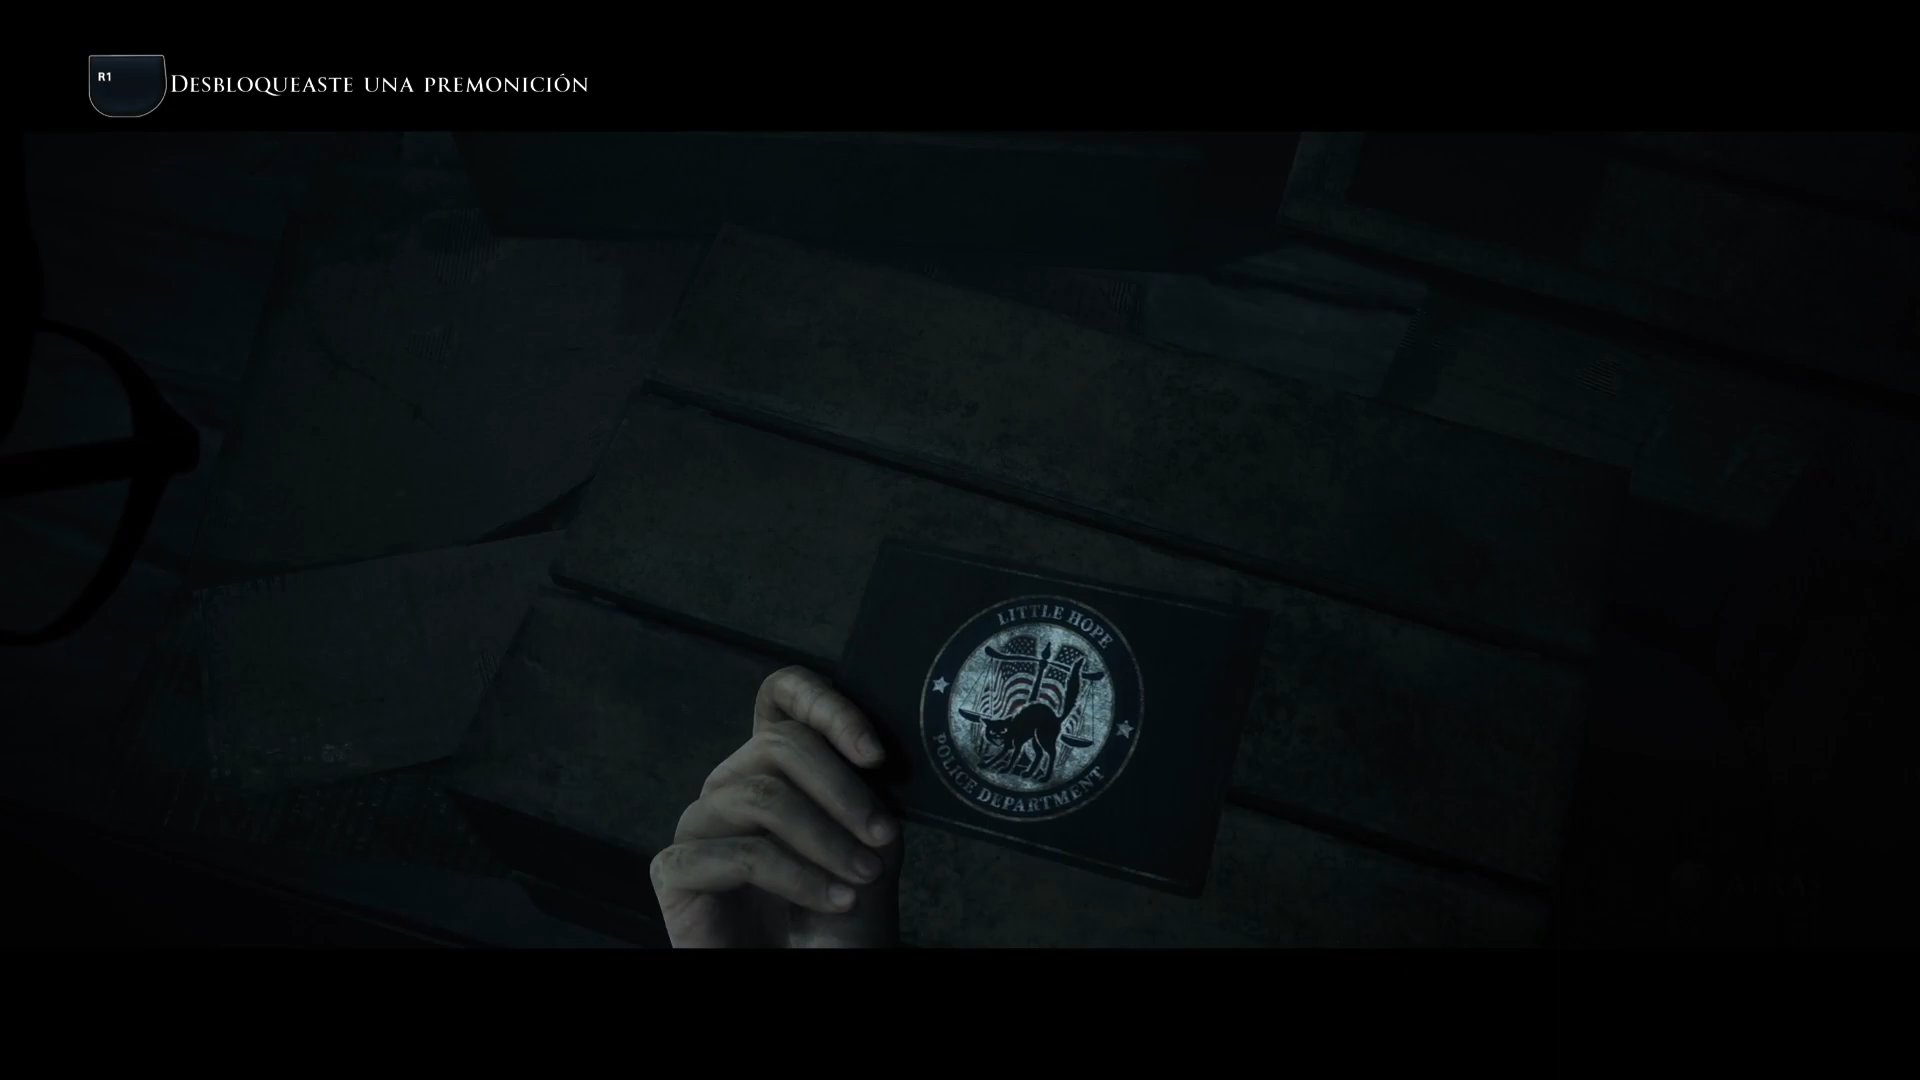 R1
Desbloqueaste una premonición
LITTLE HOPE
POLICE DEPARTMENT